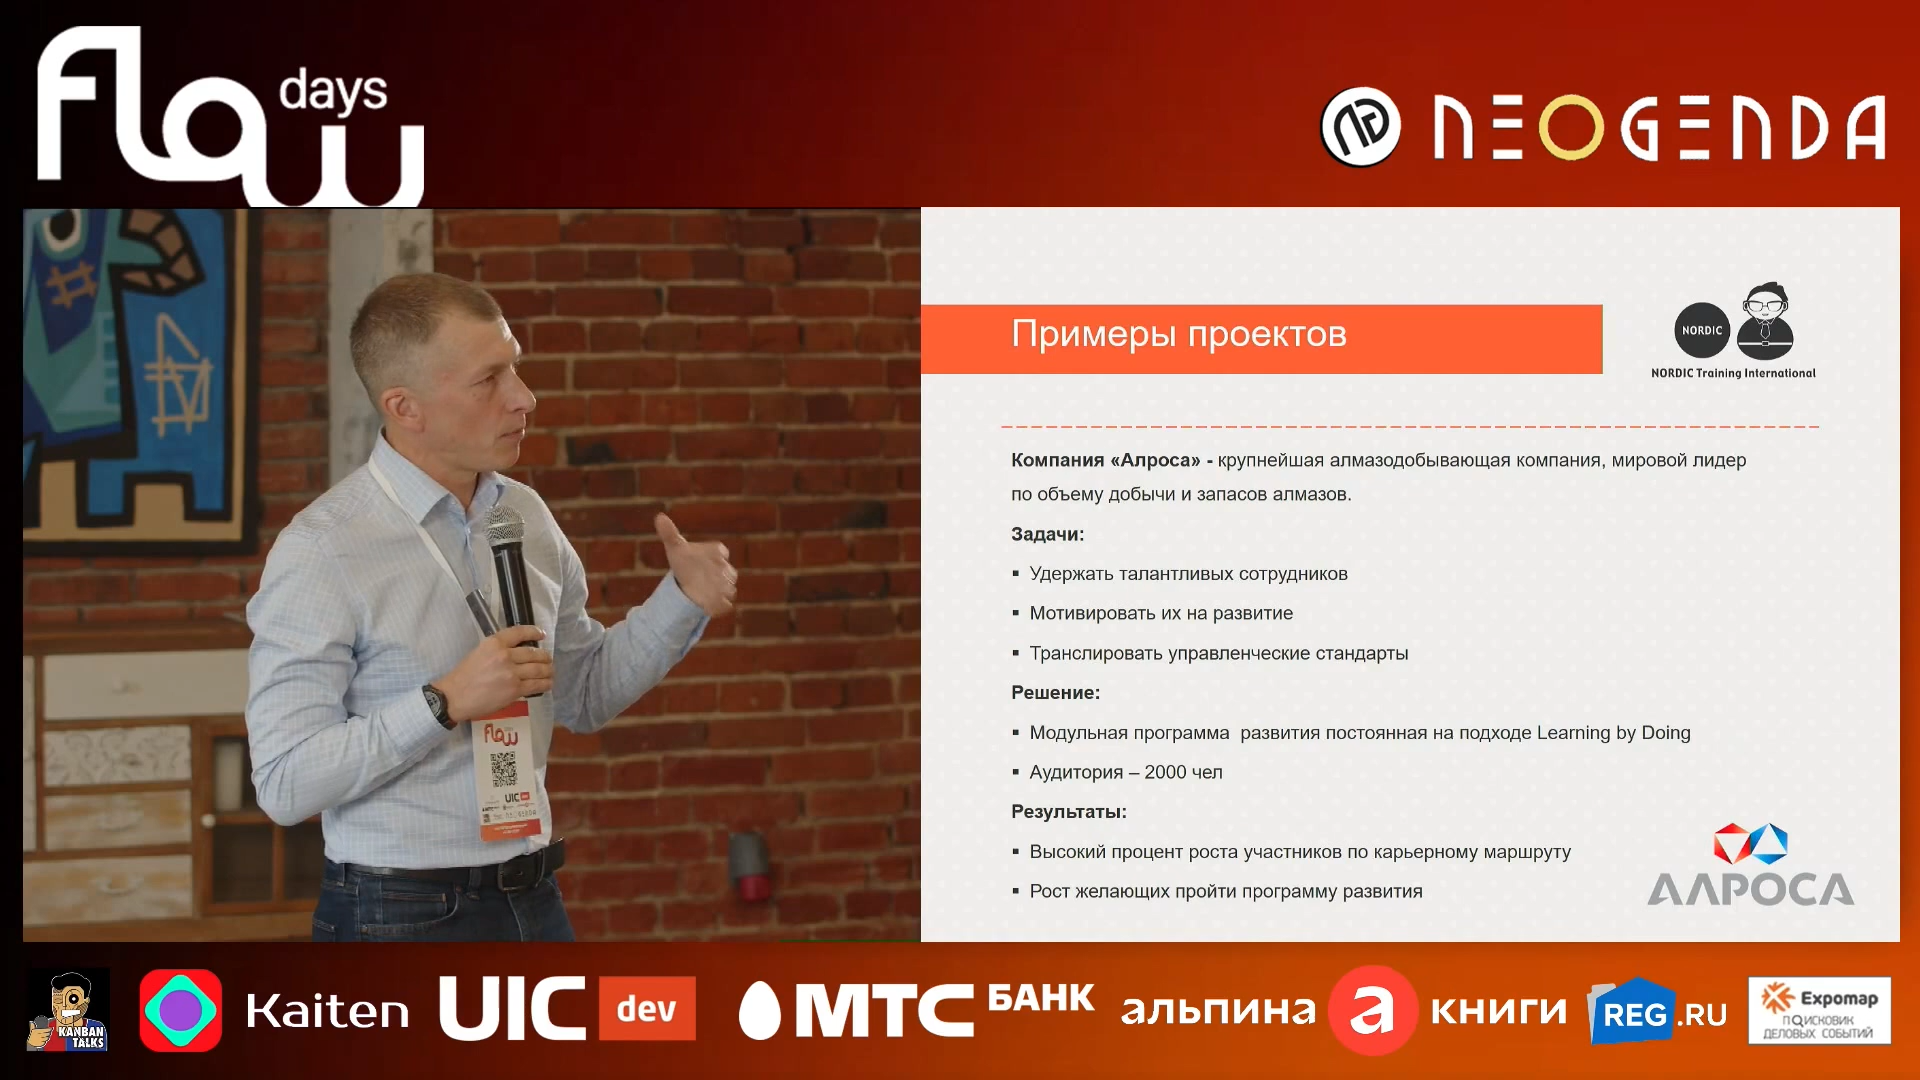 flow days
NEOGENDA
Примеры проектов
NORDIC
NORDIC Training International
Компания «Алроса» - крупнейшая алмазодобывающая компания, мировой лидер
по объему добычи и запасов алмазов.
Задачи:
▪ Удержать талантливых сотрудников
▪ Мотивировать их на развитие
▪ Транслировать управленческие стандарты
Решение:
▪ Модульная программа развития постоянная на подходе Learning by Doing
▪ Аудитория – 2000 чел
Результаты:
▪ Высокий процент роста участников по карьерному маршруту
▪ Рост желающих пройти программу развития
АЛРОСА
flow
UIC
KANBAN
TALKS
Kaiten
UIC dev
МТС БАНК
альпина а книги
REG.RU
Expomap
ПОИСКОВИК
ДЕЛОВЫХ СОБЫТИЙ